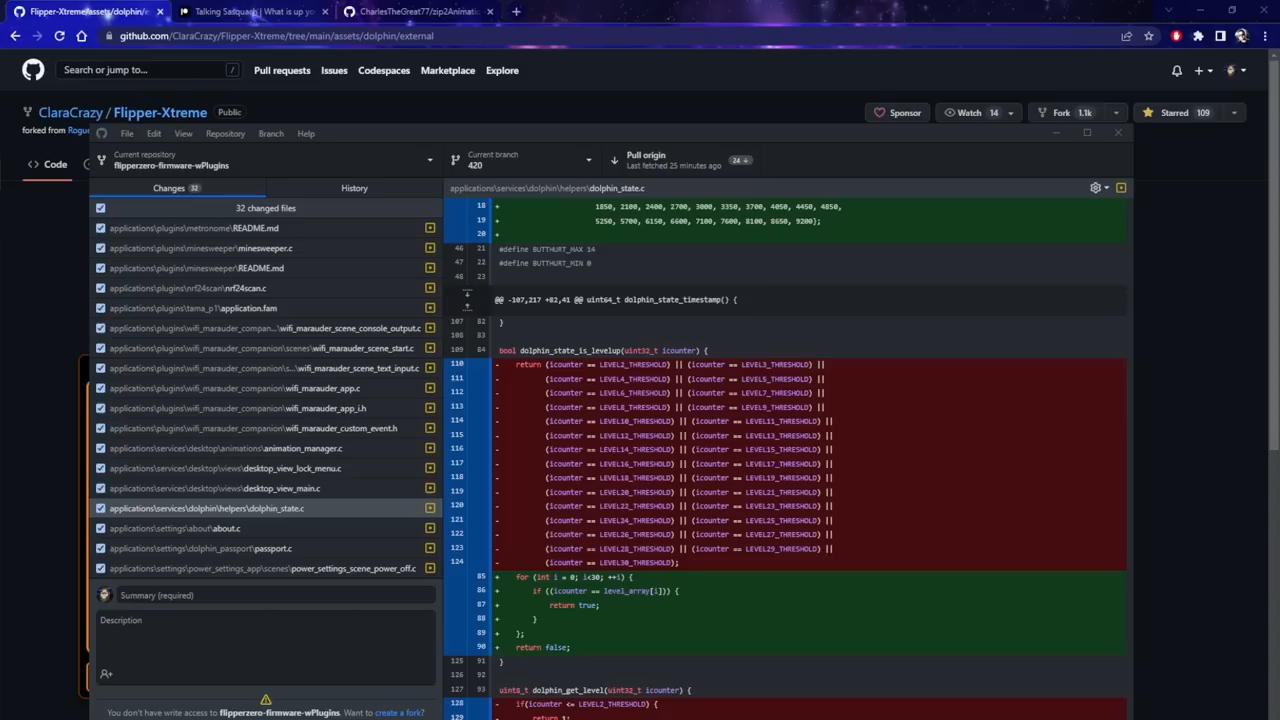 Flipper-Xtreme/assets/dolphin/e
Talking Sasquach | What is up yo
CharlesTheGreat77/zip2Animatio
github.com/ClaraCrazy/Flipper-Xtreme/tree/main/assets/dolphin/external
Search or jump to...
/
Pull requests
Issues
Codespaces
Marketplace
Explore
ClaraCrazy / Flipper-Xtreme
Public
Sponsor
Watch 14
Fork 1.1k
Starred 109
forked from Rogue
Code
File
Edit
View
Repository
Branch
Help
Current repository
flipperzero-firmware-wPlugins
Current branch
420
Pull origin
Last fetched 25 minutes ago
24
Changes 32
History
32 changed files
applications\plugins\metronome\README.md
applications\plugins\minesweeper\minesweeper.c
applications\plugins\minesweeper\README.md
applications\plugins\nrf24scan\nrf24scan.c
applications\plugins\tama_p1\application.fam
applications\plugins\wifi_marauder_compan...\wifi_marauder_scene_console_output.c
applications\plugins\wifi_marauder_companion\scenes\wifi_marauder_scene_start.c
applications\plugins\wifi_marauder_companion\s...\wifi_marauder_scene_text_input.c
applications\plugins\wifi_marauder_companion\wifi_marauder_app.c
applications\plugins\wifi_marauder_companion\wifi_marauder_app_i.h
applications\plugins\wifi_marauder_companion\wifi_marauder_custom_event.h
applications\services\desktop\animations\animation_manager.c
applications\services\desktop\views\desktop_view_lock_menu.c
applications\services\desktop\views\desktop_view_main.c
applications\services\dolphin\helpers\dolphin_state.c
applications\settings\about\about.c
applications\settings\dolphin_passport\passport.c
applications\settings\power_settings_app\scenes\power_settings_scene_power_off.c
Summary (required)
Description
You don't have write access to flipperzero-firmware-wPlugins. Want to create a fork?
applications\services\dolphin\helpers\dolphin_state.c
18 + 1850, 2100, 2400, 2700, 3000, 3350, 3700, 4050, 4450, 4850,
19 + 5250, 5700, 6150, 6600, 7100, 7600, 8100, 8650, 9200};
20 +
46 21 #define BUTTHURT_MAX 14
47 22 #define BUTTHURT_MIN 0
48 23
@@ -107,217 +82,41 @@ uint64_t dolphin_state_timestamp() {
107 82 }
108 83
109 84 bool dolphin_state_is_levelup(uint32_t icounter) {
110 - return (icounter == LEVEL2_THRESHOLD) || (icounter == LEVEL3_THRESHOLD) ||
111 - (icounter == LEVEL4_THRESHOLD) || (icounter == LEVEL5_THRESHOLD) ||
112 - (icounter == LEVEL6_THRESHOLD) || (icounter == LEVEL7_THRESHOLD) ||
113 - (icounter == LEVEL8_THRESHOLD) || (icounter == LEVEL9_THRESHOLD) ||
114 - (icounter == LEVEL10_THRESHOLD) || (icounter == LEVEL11_THRESHOLD) ||
115 - (icounter == LEVEL12_THRESHOLD) || (icounter == LEVEL13_THRESHOLD) ||
116 - (icounter == LEVEL14_THRESHOLD) || (icounter == LEVEL15_THRESHOLD) ||
117 - (icounter == LEVEL16_THRESHOLD) || (icounter == LEVEL17_THRESHOLD) ||
118 - (icounter == LEVEL18_THRESHOLD) || (icounter == LEVEL19_THRESHOLD) ||
119 - (icounter == LEVEL20_THRESHOLD) || (icounter == LEVEL21_THRESHOLD) ||
120 - (icounter == LEVEL22_THRESHOLD) || (icounter == LEVEL23_THRESHOLD) ||
121 - (icounter == LEVEL24_THRESHOLD) || (icounter == LEVEL25_THRESHOLD) ||
122 - (icounter == LEVEL26_THRESHOLD) || (icounter == LEVEL27_THRESHOLD) ||
123 - (icounter == LEVEL28_THRESHOLD) || (icounter == LEVEL29_THRESHOLD) ||
124 - (icounter == LEVEL30_THRESHOLD);
85 + for (int i = 0; i<30; ++i) {
86 + if ((icounter == level_array[i])) {
87 + return true;
88 + }
89 + };
90 + return false;
125 91 }
126 92
127 93 uint8_t dolphin_get_level(uint32_t icounter) {
128 - if(icounter <= LEVEL2_THRESHOLD) {
129 - return 1;